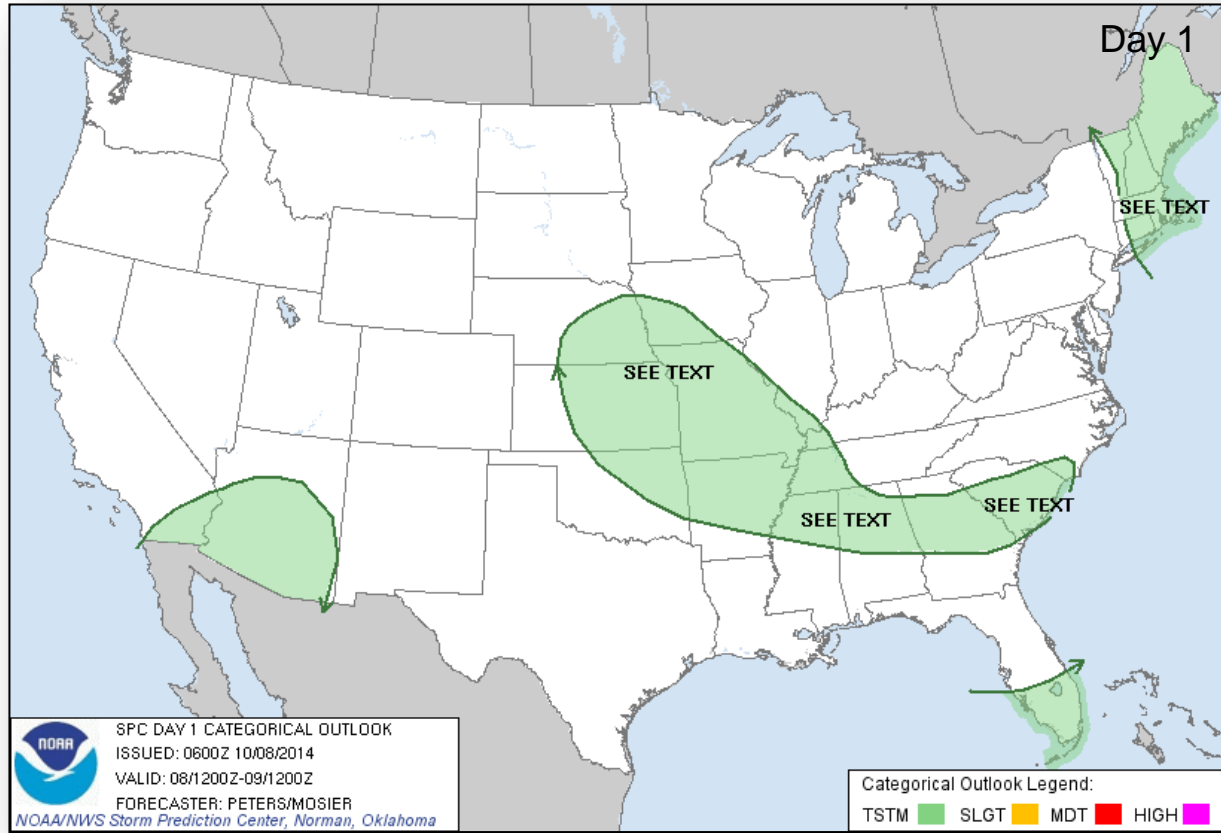 Day 1
SEE TEXT
SEE TEXT
SEE TEXT
SEE TEXT
NOAA
SPC DAY 1 CATEGORICAL OUTLOOK
ISSUED: 0600Z 10/08/2014
VALID: 08/1200Z-09/1200Z
FORECASTER: PETERS/MOSIER
NOAA/NWS Storm Prediction Center, Norman, Oklahoma
Categorical Outlook Legend:
TSTM SLGT MDT HIGH